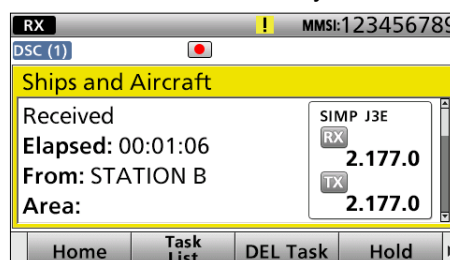 RX ! MMSI:123456789
DSC (1)
Ships and Aircraft
Received
Elapsed: 00:01:06
From: STATION B
Area:
SIMP J3E
RX
2.177.0
TX
2.177.0
Home Task List DEL Task Hold